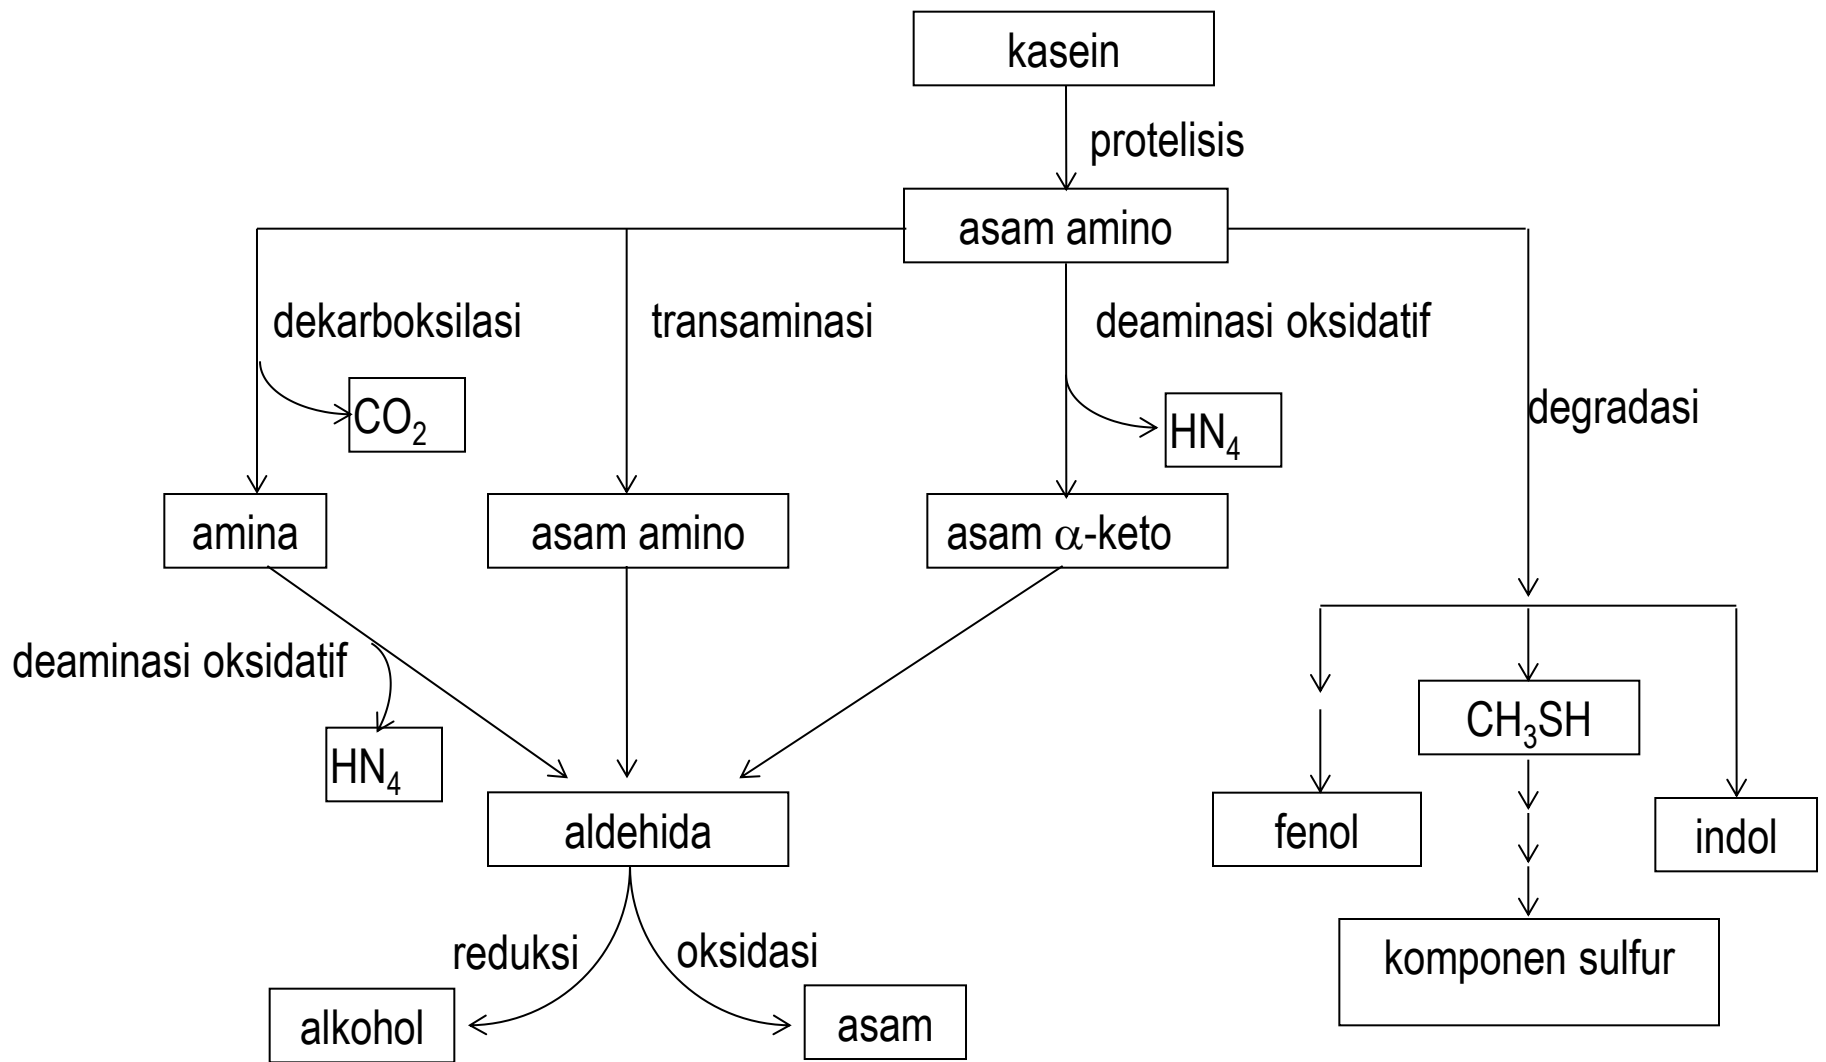 kasein
protelisis
asam amino
dekarboksilasi
transaminasi
deaminasi oksidatif
CO₂
HN₄
degradasi
amina
asam amino
asam α-keto
deaminasi oksidatif
HN₄
CH₃SH
aldehida
fenol
indol
reduksi
oksidasi
komponen sulfur
alkohol
asam